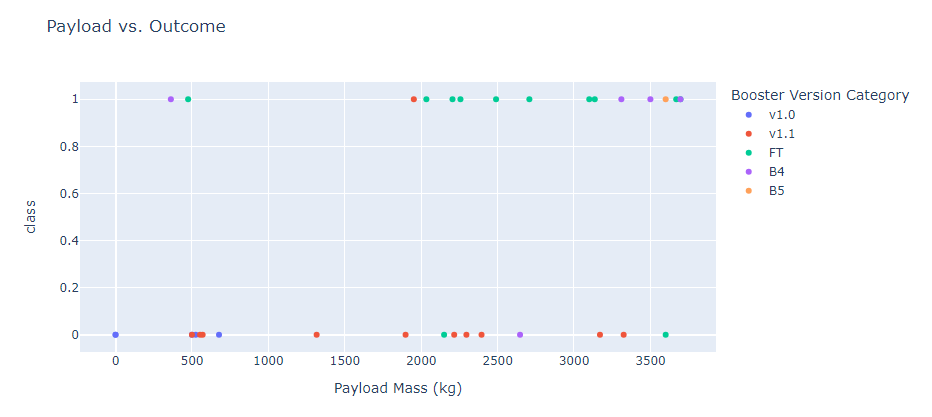 Payload vs. Outcome
Booster Version Category
v1.0
v1.1
FT
B4
B5
class
1
0.8
0.6
0.4
0.2
0
0 500 1000 1500 2000 2500 3000 3500
Payload Mass (kg)